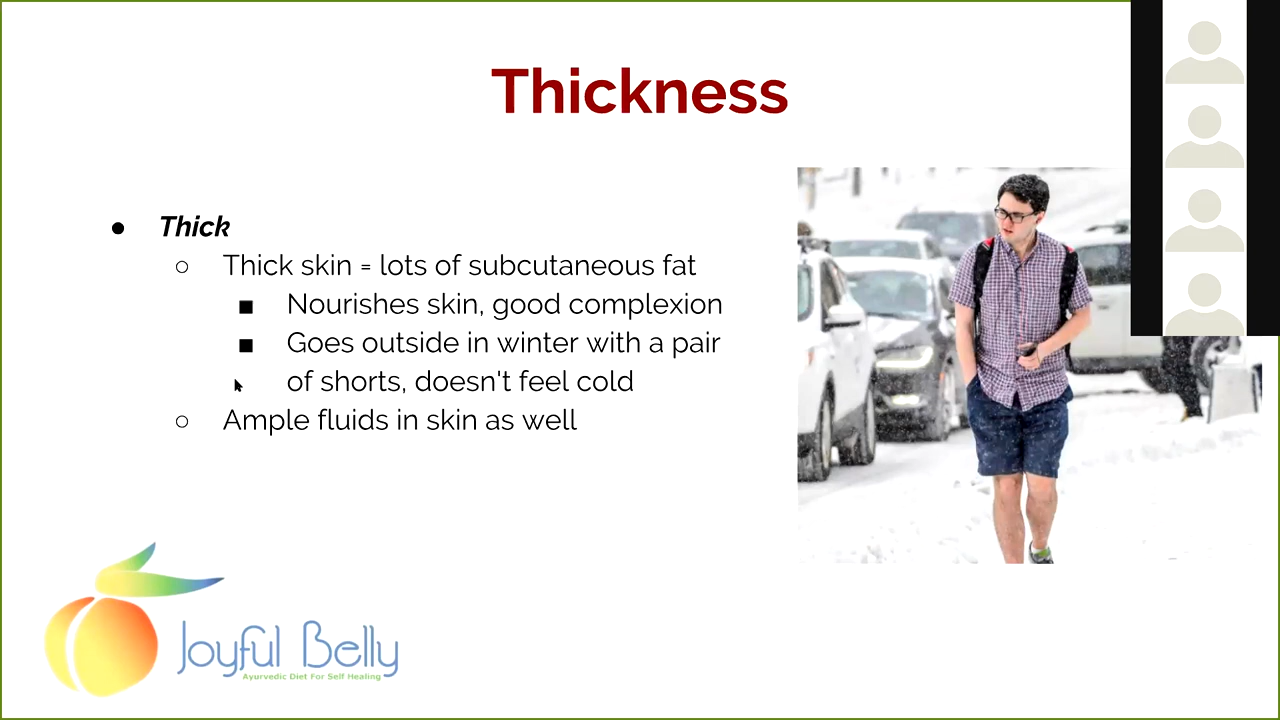 Thickness
● Thick
○ Thick skin = lots of subcutaneous fat
■ Nourishes skin, good complexion
■ Goes outside in winter with a pair
of shorts, doesn't feel cold
○ Ample fluids in skin as well
Joyful Belly
Ayurvedic Diet For Self Healing